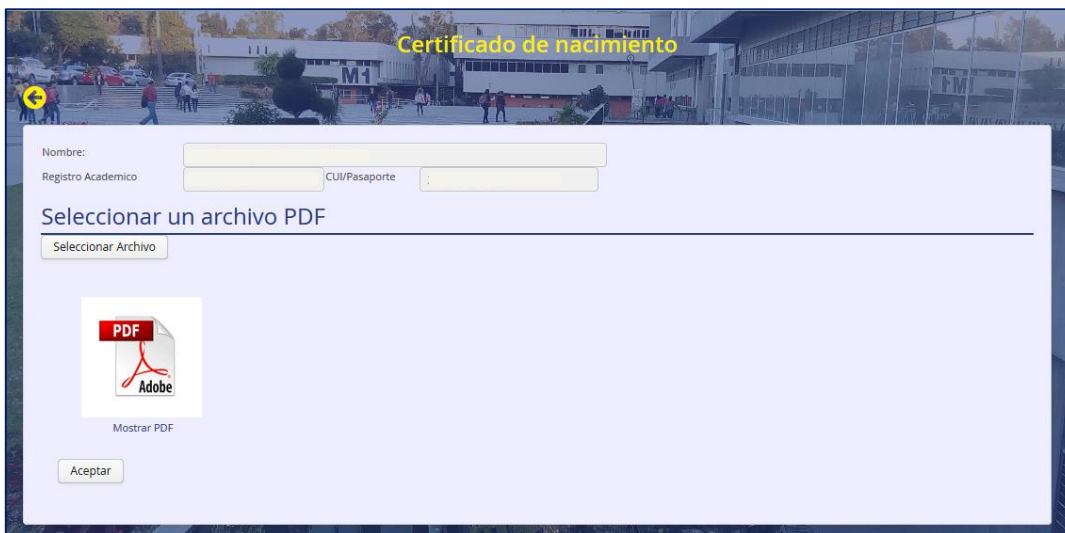 Certificado de nacimiento
M1
Nombre:
Registro Academico
CUI/Pasaporte
Seleccionar un archivo PDF
Seleccionar Archivo
PDF
Adobe
Mostrar PDF
Aceptar